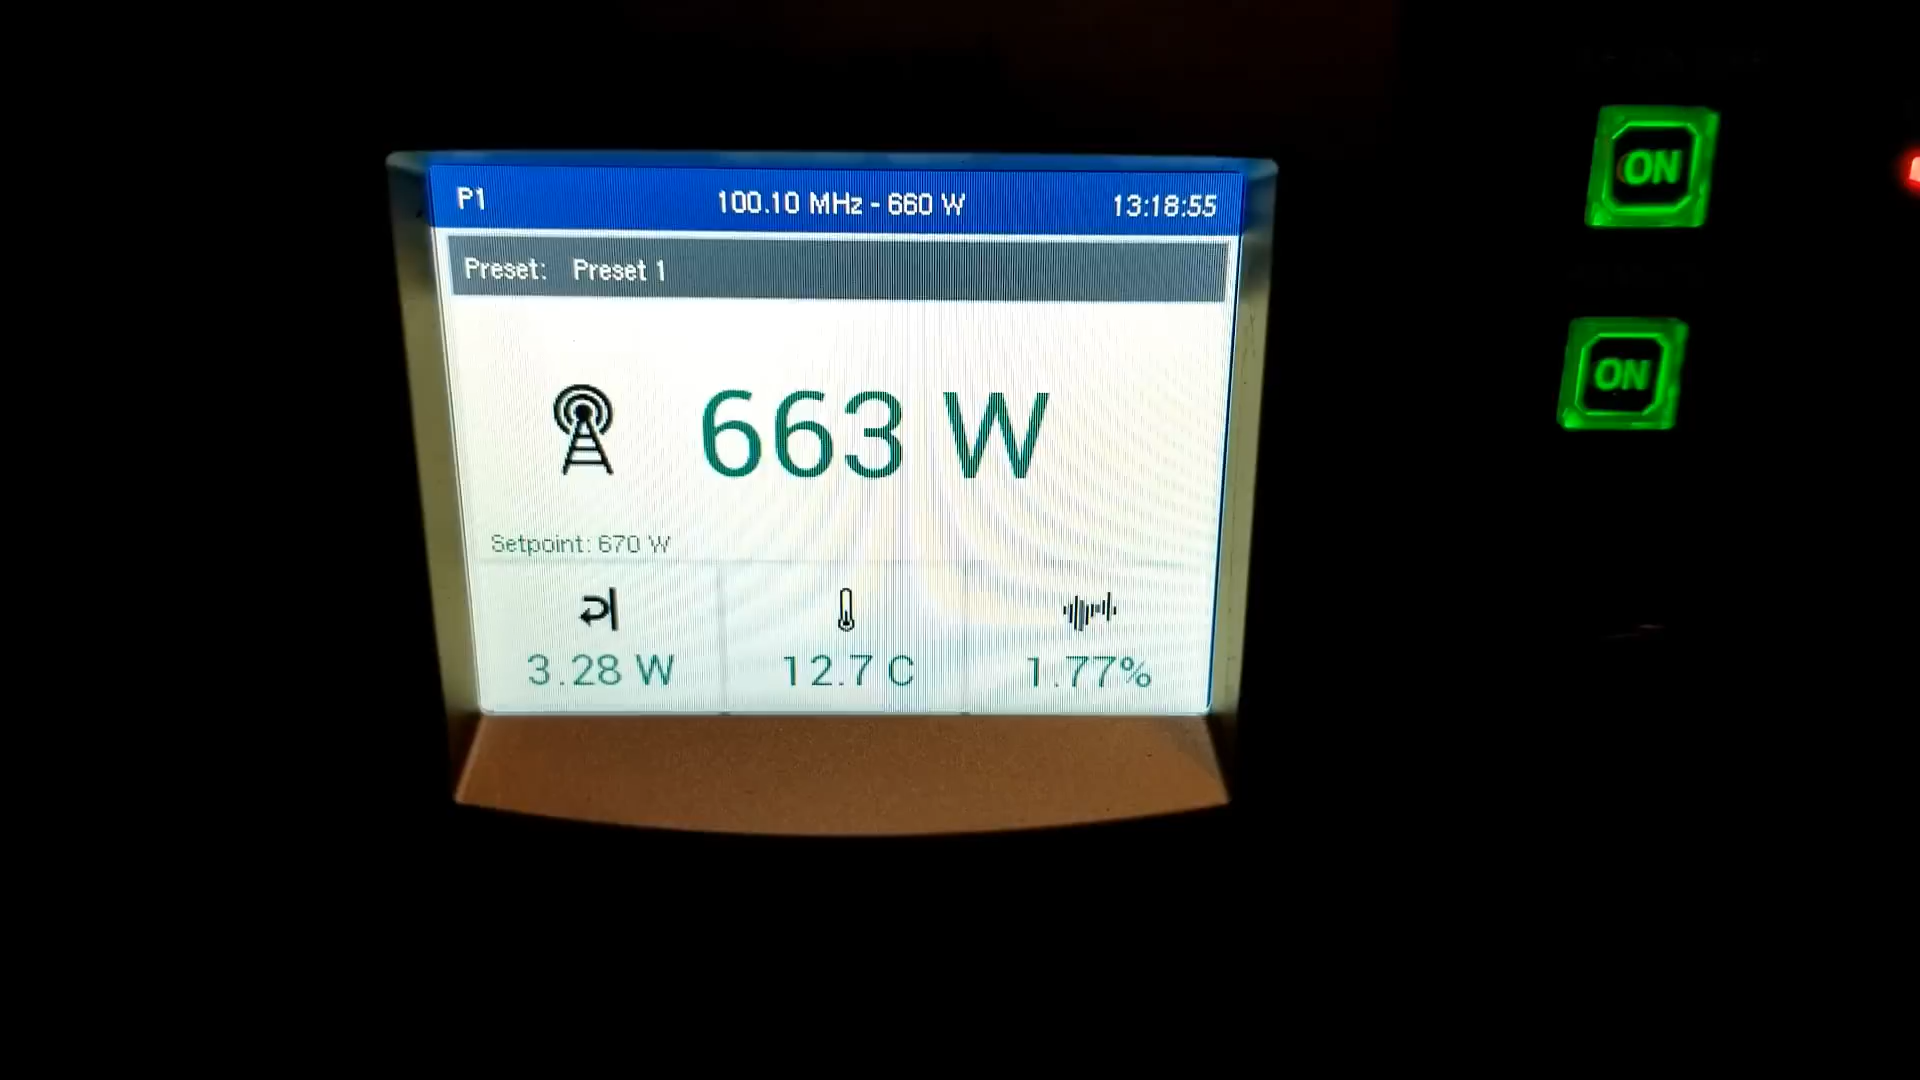 P1 100.10 MHz - 660 W 13:18:55
Preset: Preset 1
663 W
Setpoint: 670 W
3.28 W 12.7 C 1.77%
ON
ON